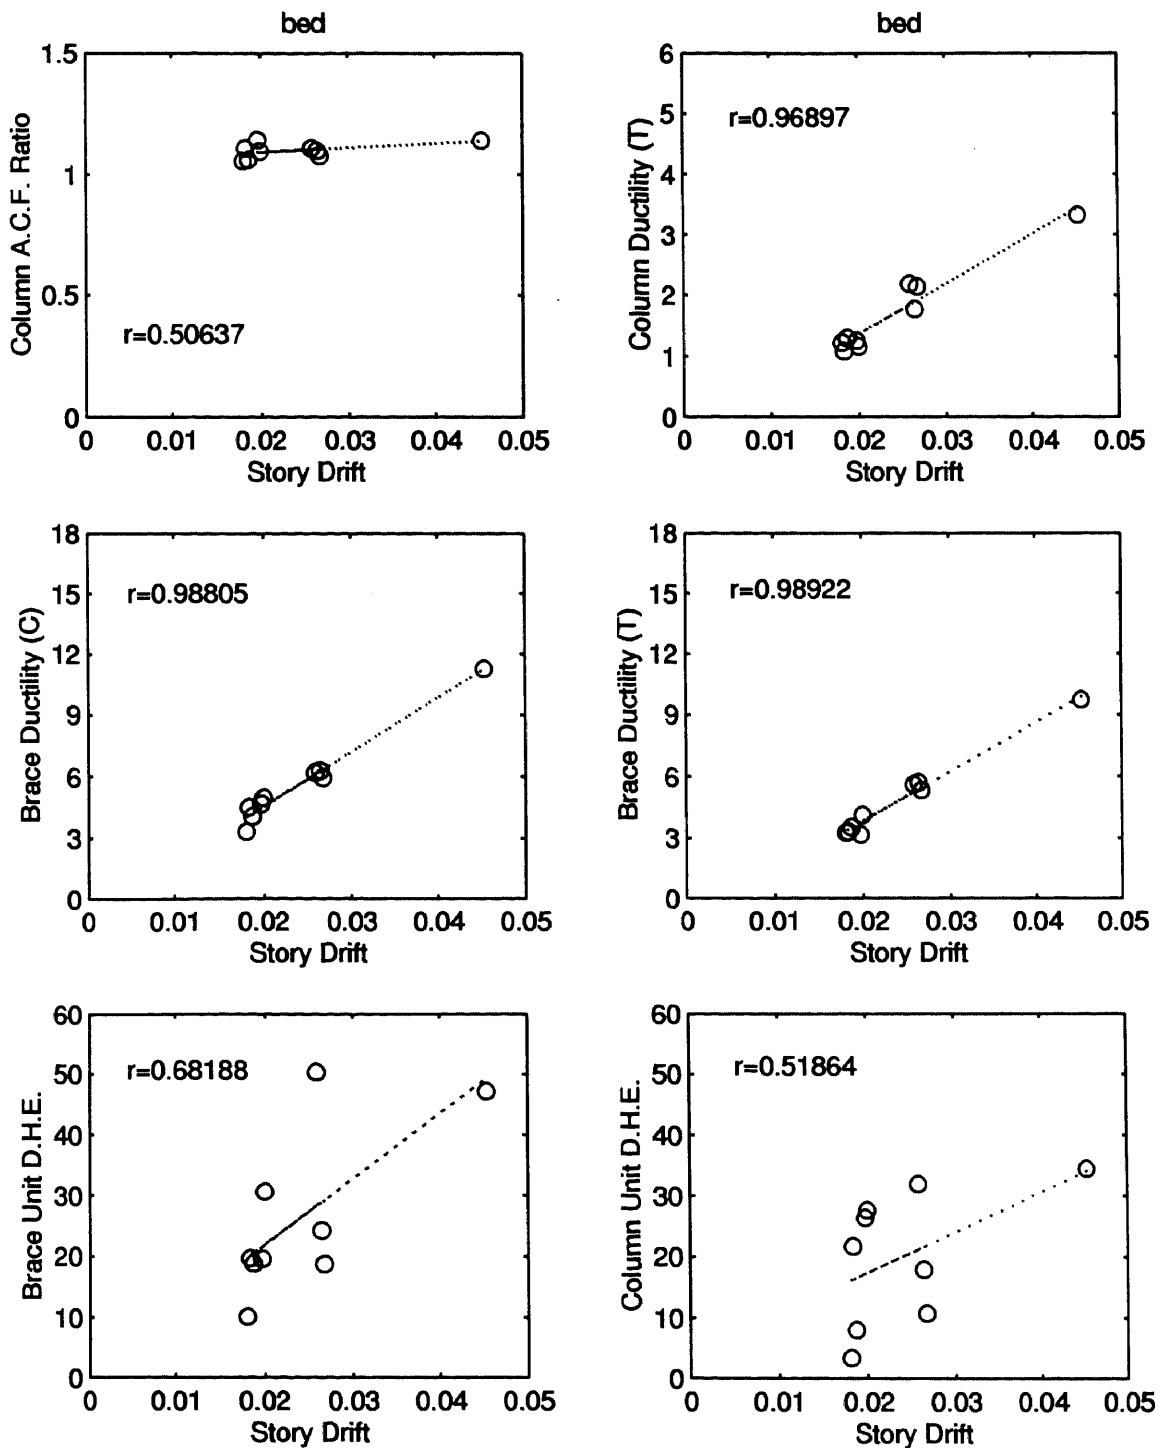 bed
1.5
1
0.5
0
Column A.C.F. Ratio
r=0.50637
0 0.01 0.02 0.03 0.04 0.05
Story Drift
bed
6
5
4
3
2
1
0
Column Ductility (T)
r=0.96897
0 0.01 0.02 0.03 0.04 0.05
Story Drift
18
15
12
9
6
3
0
Brace Ductility (C)
r=0.98805
0 0.01 0.02 0.03 0.04 0.05
Story Drift
18
15
12
9
6
3
0
Brace Ductility (T)
r=0.98922
0 0.01 0.02 0.03 0.04 0.05
Story Drift
60
50
40
30
20
10
0
Brace Unit D.H.E.
r=0.68188
0 0.01 0.02 0.03 0.04 0.05
Story Drift
60
50
40
30
20
10
0
Column Unit D.H.E.
r=0.51864
0 0.01 0.02 0.03 0.04 0.05
Story Drift